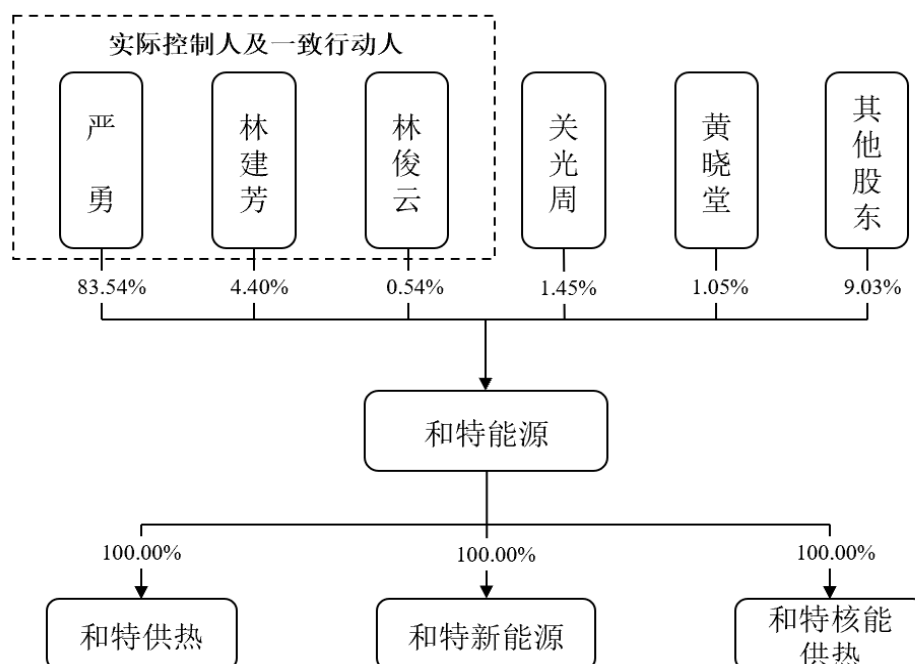 实际控制人及一致行动人
严勇
林建芳
林俊云
关光周
黄晓堂
其他股东
83.54%
4.40%
0.54%
1.45%
1.05%
9.03%
和特能源
100.00%
100.00%
100.00%
和特供热
和特新能源
和特核能
供热